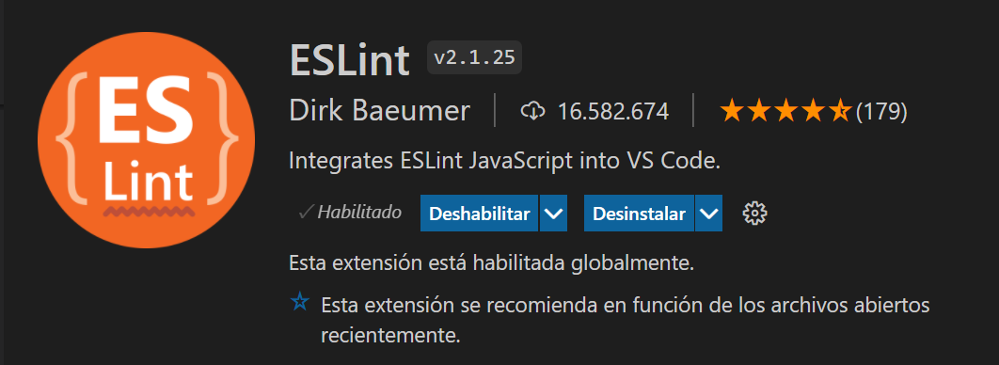 {ES}
Lint
ESLint v2.1.25
Dirk Baeumer 16.582.674 (179)
Integrates ESLint JavaScript into VS Code.
✓Habilitado Deshabilitar Desinstalar
Esta extensión está habilitada globalmente.
Esta extensión se recomienda en función de los archivos abiertos
recientemente.